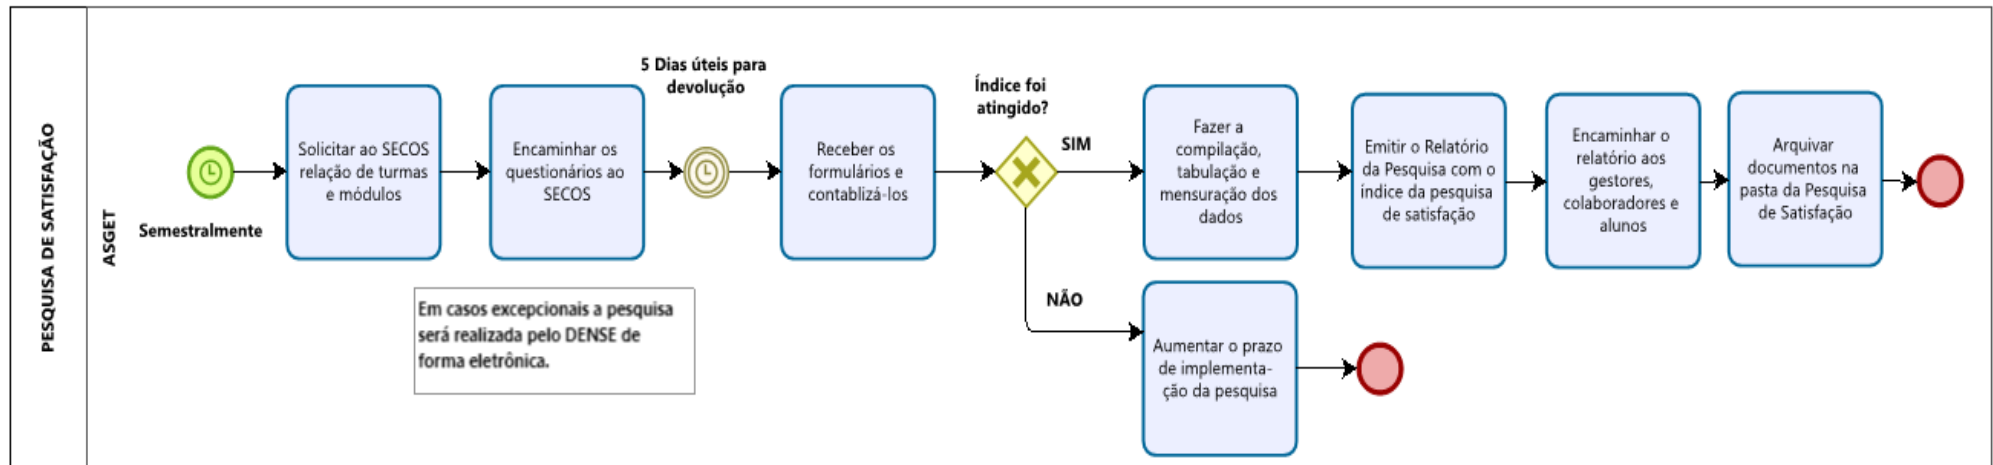 PESQUISA DE SATISFAÇÃO
ASGET
Semestralmente
Solicitar ao SECOS
relação de turmas
e módulos
Encaminhar os
questionários ao
SECOS
5 Dias úteis para
devolução
Receber os
formulários e
contablizá-los
Índice foi
atingido?
SIM
Fazer a
compilação,
tabulação e
mensuração dos
dados
Emitir o Relatório
da Pesquisa com o
índice da pesquisa
de satisfação
Encaminhar o
relatório aos
gestores,
colaboradores e
alunos
Arquivar
documentos na
pasta da Pesquisa
de Satisfação
Em casos excepcionais a pesquisa
será realizada pelo DENSE de
forma eletrônica.
NÃO
Aumentar o prazo
de implementa-
ção da pesquisa